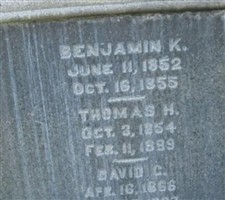 BENJAMIN K.
JUNE 11, 1852
OCT. 16, 1855
THOMAS H.
OCT. 3, 1854
FEB. 11, 1899
DAVID C.
APR. 16, 1866